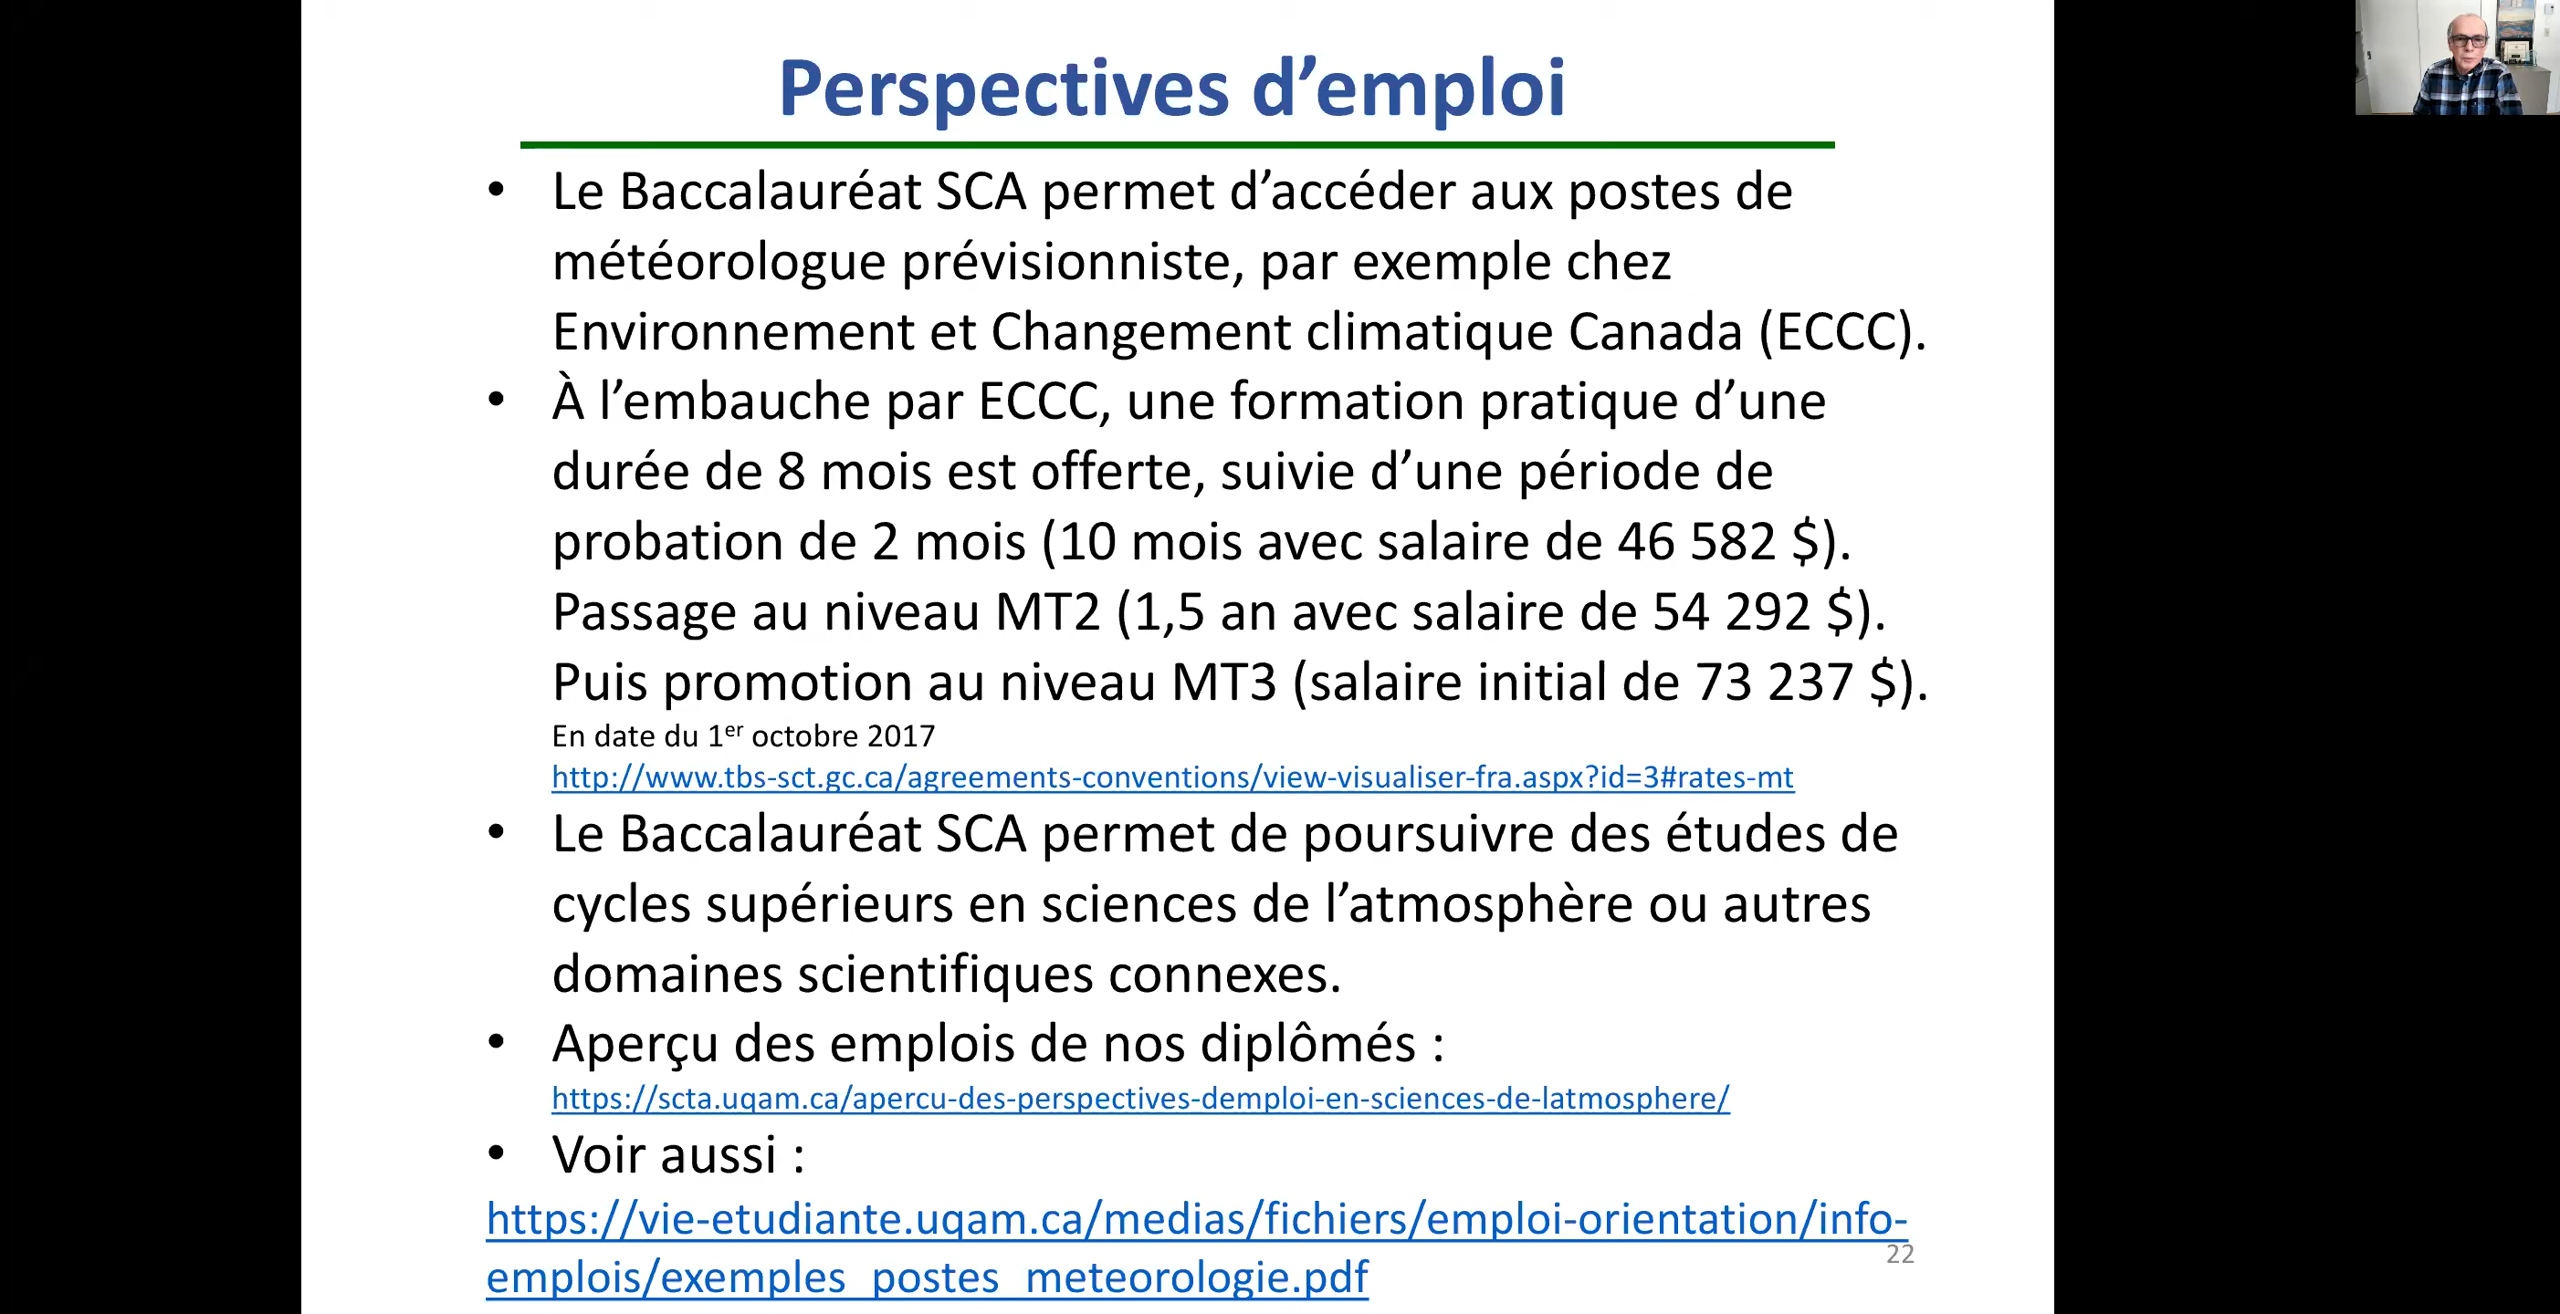 Perspectives d’emploi
• Le Baccalauréat SCA permet d’accéder aux postes de
météorologue prévisionniste, par exemple chez
Environnement et Changement climatique Canada (ECCC).
• À l’embauche par ECCC, une formation pratique d’une
durée de 8 mois est offerte, suivie d’une période de
probation de 2 mois (10 mois avec salaire de 46 582 $).
Passage au niveau MT2 (1,5 an avec salaire de 54 292 $).
Puis promotion au niveau MT3 (salaire initial de 73 237 $).
En date du 1er octobre 2017
http://www.tbs-sct.gc.ca/agreements-conventions/view-visualiser-fra.aspx?id=3#rates-mt
• Le Baccalauréat SCA permet de poursuivre des études de
cycles supérieurs en sciences de l’atmosphère ou autres
domaines scientifiques connexes.
• Aperçu des emplois de nos diplômés :
https://scta.uqam.ca/apercu-des-perspectives-demploi-en-sciences-de-latmosphere/
• Voir aussi :
https://vie-etudiante.uqam.ca/medias/fichiers/emploi-orientation/info-
emplois/exemples_postes_meteorologie.pdf
22